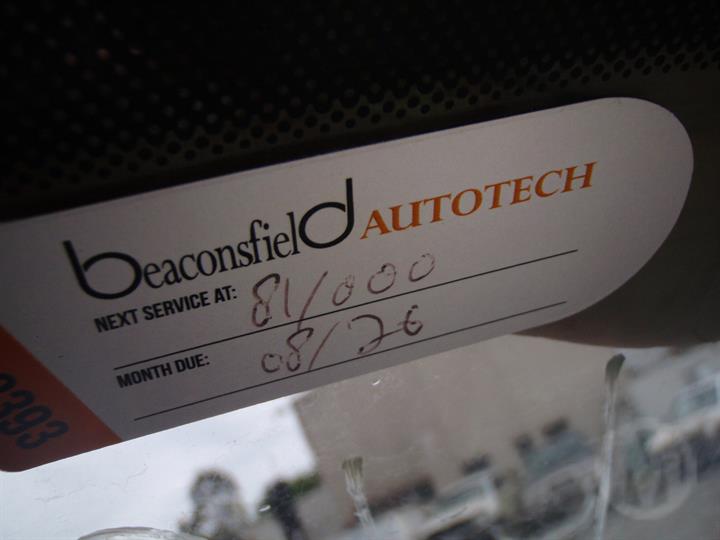 beaconsfield AUTOTECH
NEXT SERVICE AT: 81/000
MONTH DUE: 08/26
393